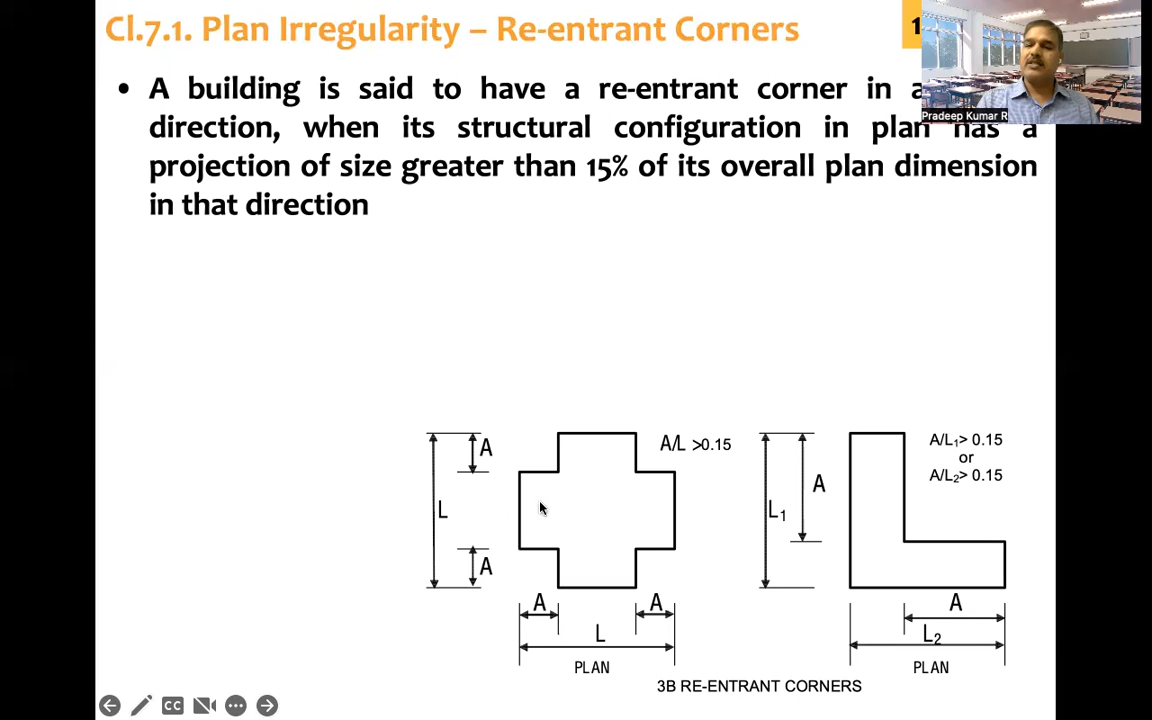 Cl.7.1. Plan Irregularity – Re-entrant Corners
1
Pradeep Kumar R
• A building is said to have a re-entrant corner in a
direction, when its structural configuration in plan has a
projection of size greater than 15% of its overall plan dimension
in that direction
A
A/L >0.15
A/L₁> 0.15
or
A/L₂> 0.15
A
L
L₁
A
A
A
A
L
L₂
PLAN
PLAN
3B RE-ENTRANT CORNERS
CC